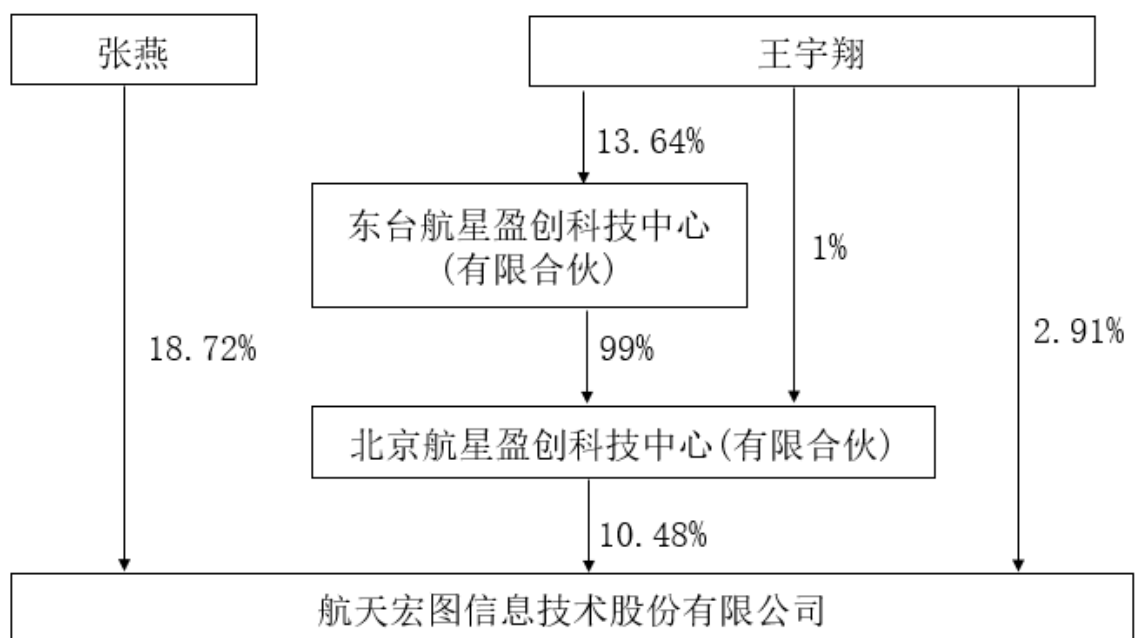 张燕
王宇翔
13.64%
东台航星盈创科技中心
(有限合伙)
1%
18.72%
99%
2.91%
北京航星盈创科技中心(有限合伙)
10.48%
航天宏图信息技术股份有限公司